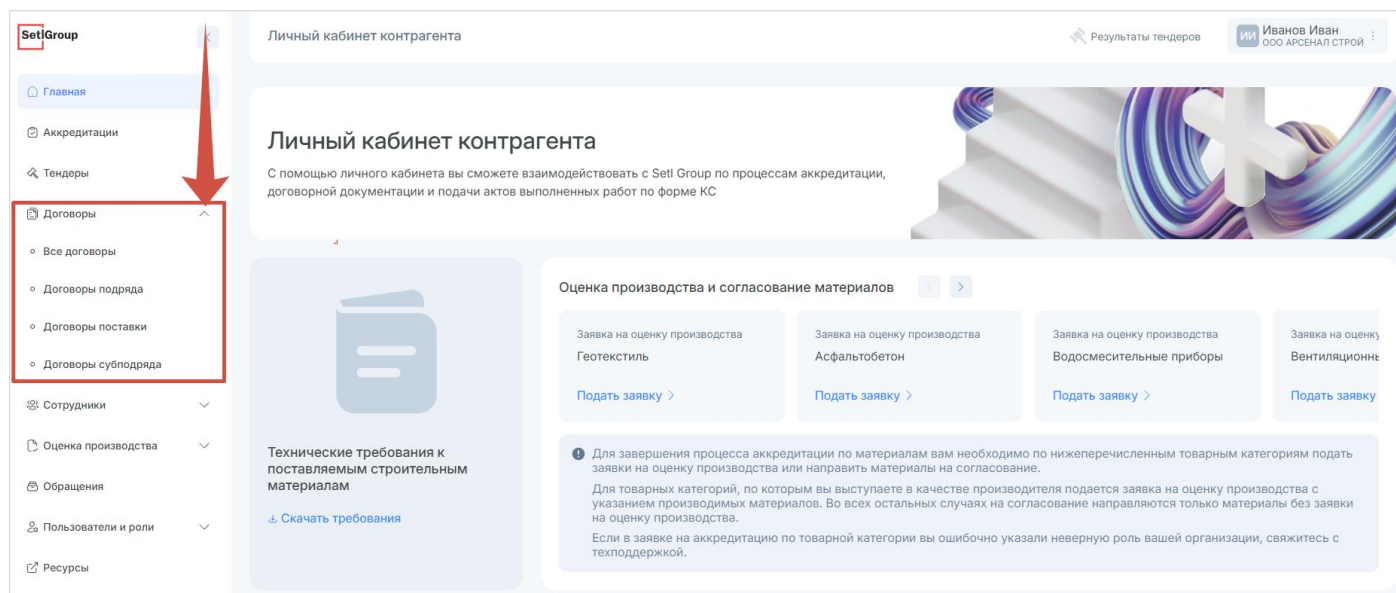 SetlGroup
Личный кабинет контрагента
Результаты тендеров
ИИ
Иванов Иван
ООО АРСЕНАЛ СТРОЙ
Главная
Аккредитации
Тендеры
Договоры
Все договоры
Договоры подряда
Договоры поставки
Договоры субподряда
Сотрудники
Оценка производства
Обращения
Пользователи и роли
Ресурсы
Личный кабинет контрагента
С помощью личного кабинета вы сможете взаимодействовать с Setl Group по процессам аккредитации,
договорной документации и подачи актов выполненных работ по форме КС
Технические требования к
поставляемым строительным
материалам
Скачать требования
Оценка производства и согласование материалов
Заявка на оценку производства
Геотекстиль
Подать заявку
Заявка на оценку производства
Асфальтобетон
Подать заявку
Заявка на оценку производства
Водосмесительные приборы
Подать заявку
Заявка на оценку
Вентиляционны
Подать заявку
Для завершения процесса аккредитации по материалам вам необходимо по нижеперечисленным товарным категориям подать
заявки на оценку производства или направить материалы на согласование.
Для товарных категорий, по которым вы выступаете в качестве производителя подается заявка на оценку производства с
указанием производимых материалов. Во всех остальных случаях на согласование направляются только материалы без заявки
на оценку производства.
Если в заявке на аккредитацию по товарной категории вы ошибочно указали неверную роль вашей организации, свяжитесь с
техподдержкой.